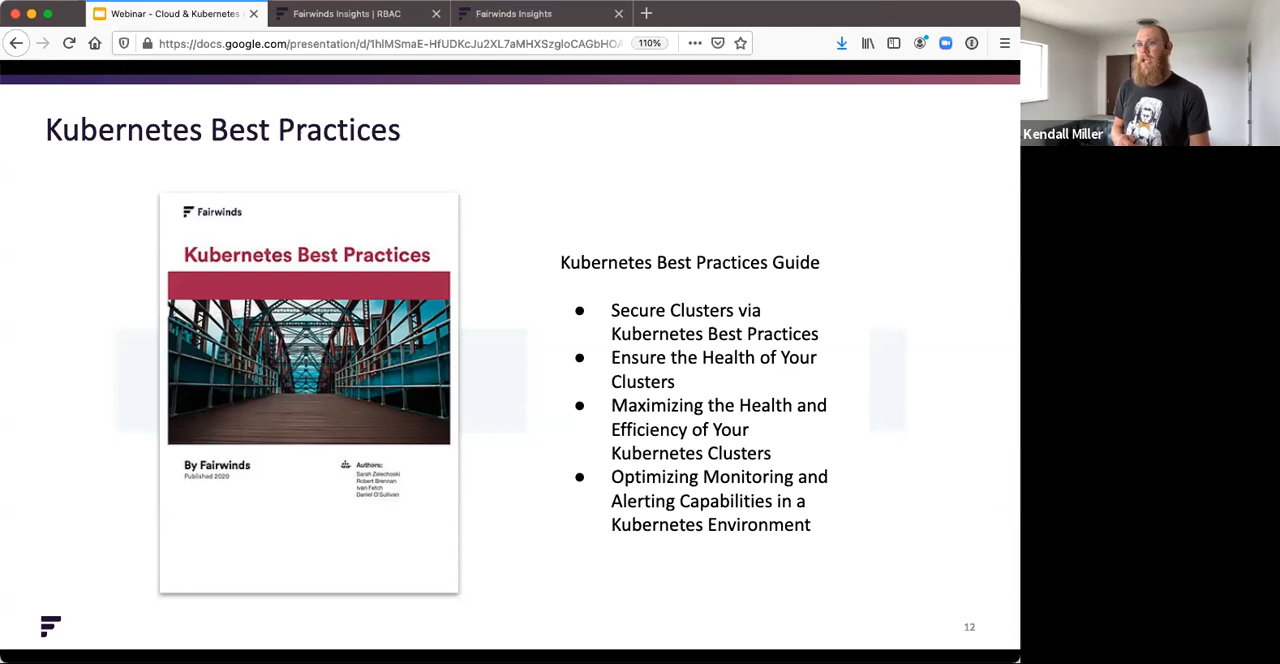 Webinar - Cloud & Kubernetes
Fairwinds Insights | RBAC
Fairwinds Insights
https://docs.google.com/presentation/d/1hlMSmaE-HfUDKcJu2XL7aMHXSzgloCAGbHOA
110%
Kendall Miller
Kubernetes Best Practices
Fairwinds
Kubernetes Best Practices
By Fairwinds
Published 2020
Authors:
Sarah Zelechoski
Robert Brennan
Ivan Fetch
Daniel O'Sullivan
Kubernetes Best Practices Guide
● Secure Clusters via
Kubernetes Best Practices
● Ensure the Health of Your
Clusters
● Maximizing the Health and
Efficiency of Your
Kubernetes Clusters
● Optimizing Monitoring and
Alerting Capabilities in a
Kubernetes Environment
12